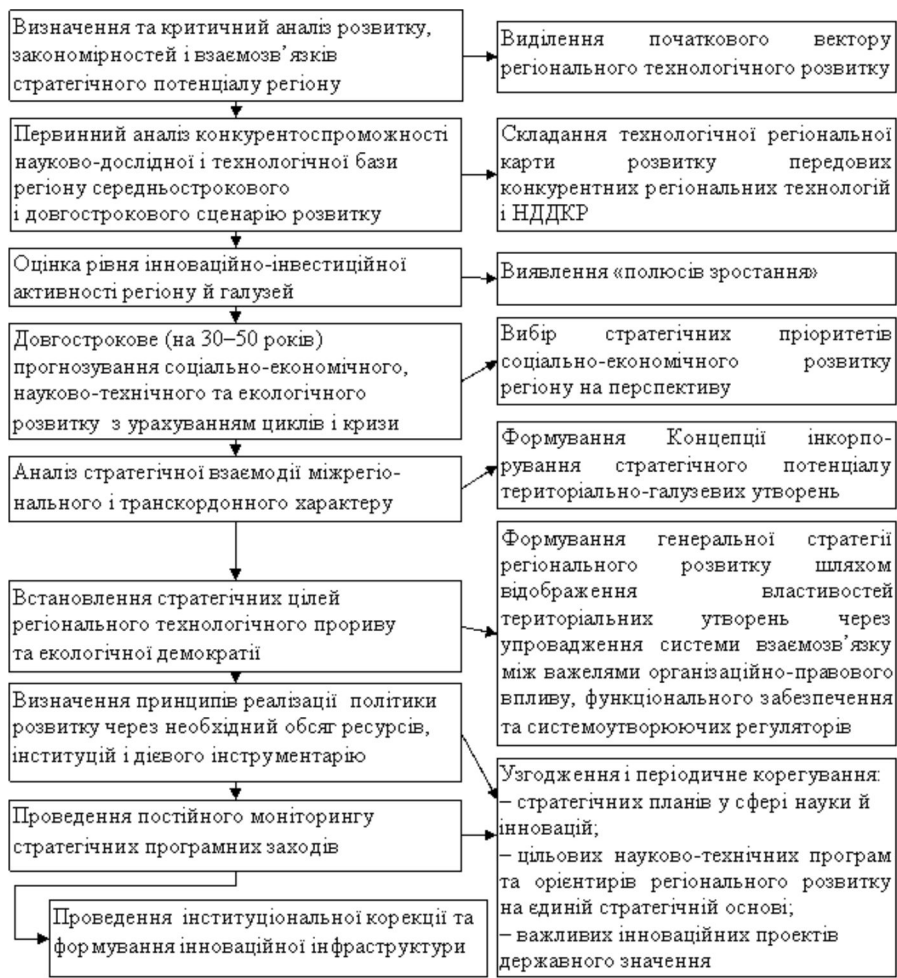 Визначення та критичний аналіз розвитку,
закономірностей і взаємозв’язків
стратегічного потенціалу регіону
Виділення початкового вектору
регіонального технологічного розвитку
Первинний аналіз конкурентоспроможності
науково-дослідної і технологічної бази
регіону середньострокового
і довгострокового сценарію розвитку
Складання технологічної регіональної
карти розвитку передових
конкурентних регіональних технологій
і НДДКР
Оцінка рівня інноваційно-інвестиційної
активності регіону й галузей
Виявлення «полюсів зростання»
Довгострокове (на 30–50 років)
прогнозування соціально-економічного,
науково-технічного та екологічного
розвитку з урахуванням циклів і кризи
Вибір стратегічних пріоритетів
соціально-економічного розвитку
регіону на перспективу
Аналіз стратегічної взаємодії міжрегіо-
нального і транскордонного характеру
Формування Концепції інкорпо-
рування стратегічного потенціалу
територіально-галузевих утворень
Встановлення стратегічних цілей
регіонального технологічного прориву
та екологічної демократії
Формування генеральної стратегії
регіонального розвитку шляхом
відображення властивостей
територіальних утворень через
упровадження системи взаємозв’язку
між важелями організаційно-правового
впливу, функціонального забезпечення
та системоутворюючих регуляторів
Визначення принципів реалізації політики
розвитку через необхідний обсяг ресурсів,
інституцій і дієвого інструментарію
Проведення постійного моніторингу
стратегічних програмних заходів
Узгодження і періодичне корегування:
– стратегічних планів у сфері науки й
інновацій;
– цільових науково-технічних програм
та орієнтирів регіонального розвитку
на єдиній стратегічній основі;
– важливих інноваційних проектів
державного значення
Проведення інституціональної корекції та
формування інноваційної інфраструктури